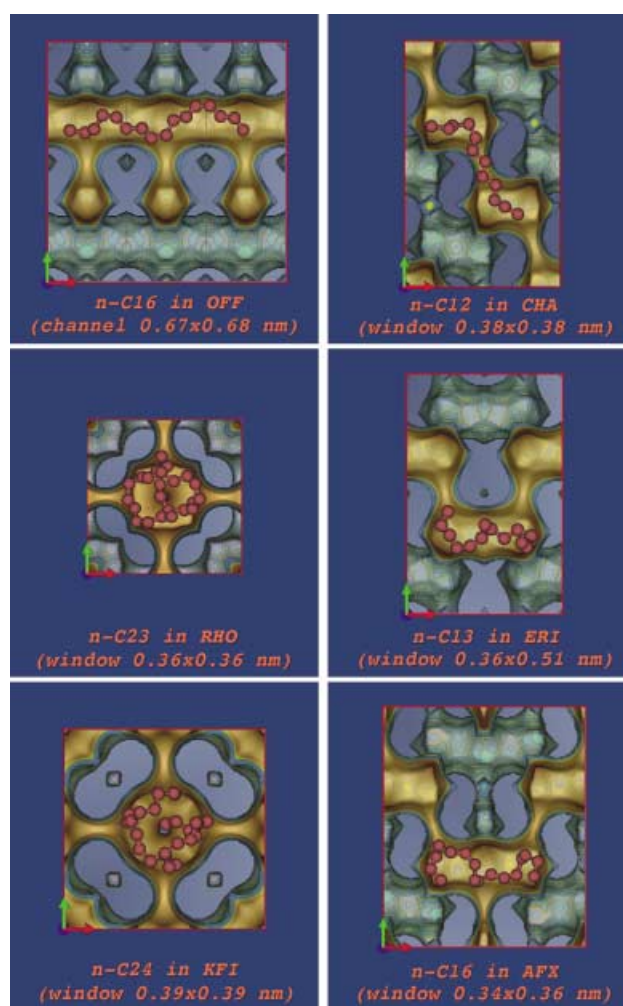 n-C16 in OFF
(channel 0.67x0.68 nm)
n-C12 in CHA
(window 0.38x0.38 nm)
n-C23 in RHO
(window 0.36x0.36 nm)
n-C13 in ERI
(window 0.36x0.51 nm)
n-C24 in KFI
(window 0.39x0.39 nm)
n-C16 in AFX
(window 0.34x0.36 nm)